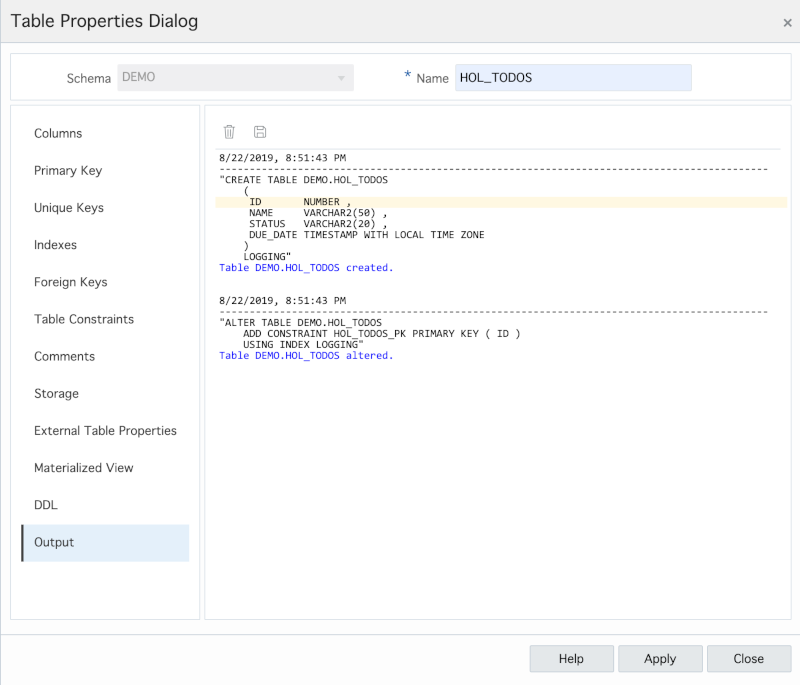 Table Properties Dialog
Schema DEMO * Name HOL_TODOS
Columns
Primary Key
Unique Keys
Indexes
Foreign Keys
Table Constraints
Comments
Storage
External Table Properties
Materialized View
DDL
Output
8/22/2019, 8:51:43 PM
-------------------------------------------------------------------------------------------
"CREATE TABLE DEMO.HOL_TODOS
    (
     ID       NUMBER ,
     NAME     VARCHAR2(50) ,
     STATUS   VARCHAR2(20) ,
     DUE_DATE TIMESTAMP WITH LOCAL TIME ZONE
    )
    LOGGING"
Table DEMO.HOL_TODOS created.
8/22/2019, 8:51:43 PM
-------------------------------------------------------------------------------------------
"ALTER TABLE DEMO.HOL_TODOS
    ADD CONSTRAINT HOL_TODOS_PK PRIMARY KEY ( ID )
    USING INDEX LOGGING"
Table DEMO.HOL_TODOS altered.
Help Apply Close